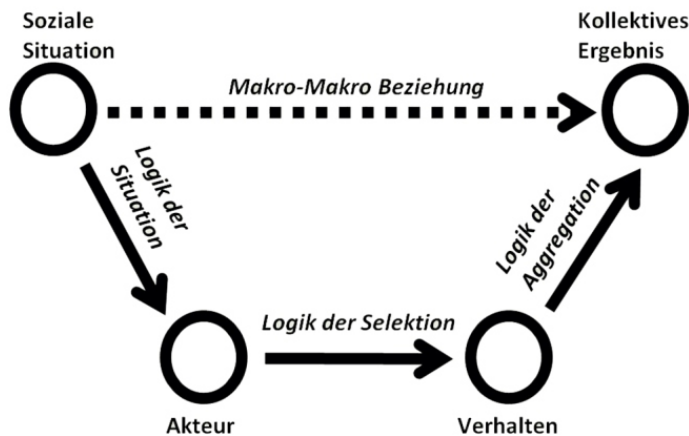 Soziale
Situation
Kollektives
Ergebnis
Makro-Makro Beziehung
Logik der
Situation
Logik der
Aggregation
Logik der Selektion
Akteur
Verhalten